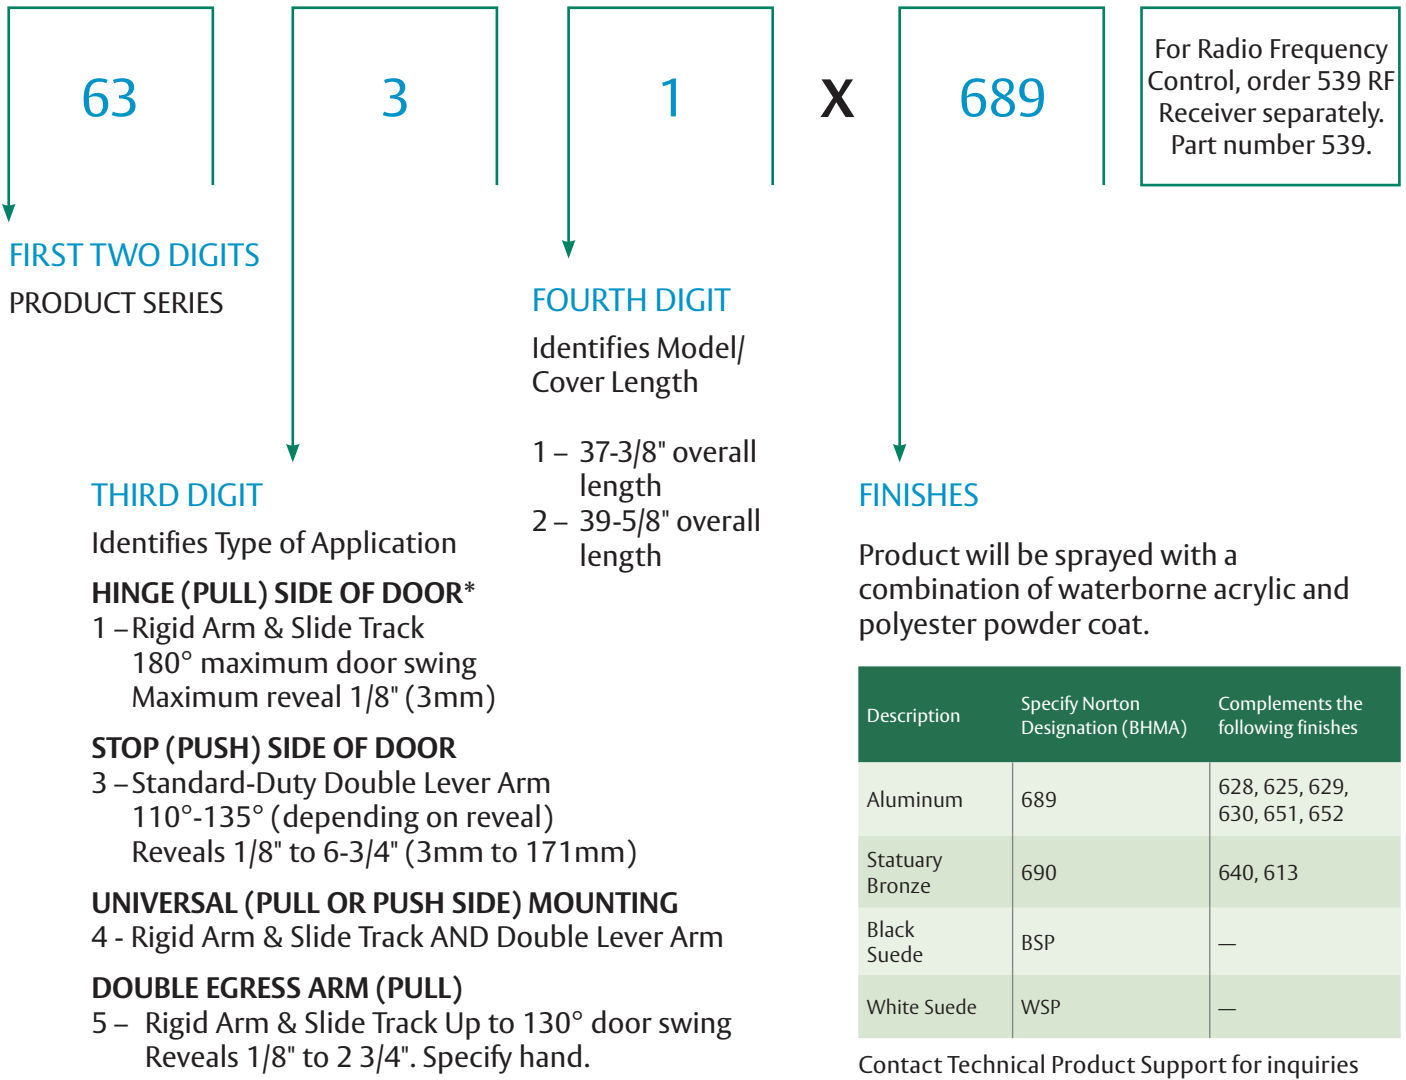 63
3
1
X
689
For Radio Frequency
Control, order 539 RF
Receiver separately.
Part number 539.
FIRST TWO DIGITS
PRODUCT SERIES
THIRD DIGIT
Identifies Type of Application
HINGE (PULL) SIDE OF DOOR*
1 – Rigid Arm & Slide Track
180° maximum door swing
Maximum reveal 1/8" (3mm)
STOP (PUSH) SIDE OF DOOR
3 – Standard-Duty Double Lever Arm
110°-135° (depending on reveal)
Reveals 1/8" to 6-3/4" (3mm to 171mm)
UNIVERSAL (PULL OR PUSH SIDE) MOUNTING
4 - Rigid Arm & Slide Track AND Double Lever Arm
DOUBLE EGRESS ARM (PULL)
5 – Rigid Arm & Slide Track Up to 130° door swing
Reveals 1/8" to 2 3/4". Specify hand.
FOURTH DIGIT
Identifies Model/
Cover Length
1 – 37-3/8" overall
length
2 – 39-5/8" overall
length
FINISHES
Product will be sprayed with a
combination of waterborne acrylic and
polyester powder coat.
Description
Specify Norton
Designation (BHMA)
Complements the
following finishes
Aluminum
689
628, 625, 629,
630, 651, 652
Statuary
Bronze
690
640, 613
Black
Suede
BSP
—
White Suede
WSP
—
Contact Technical Product Support for inquiries